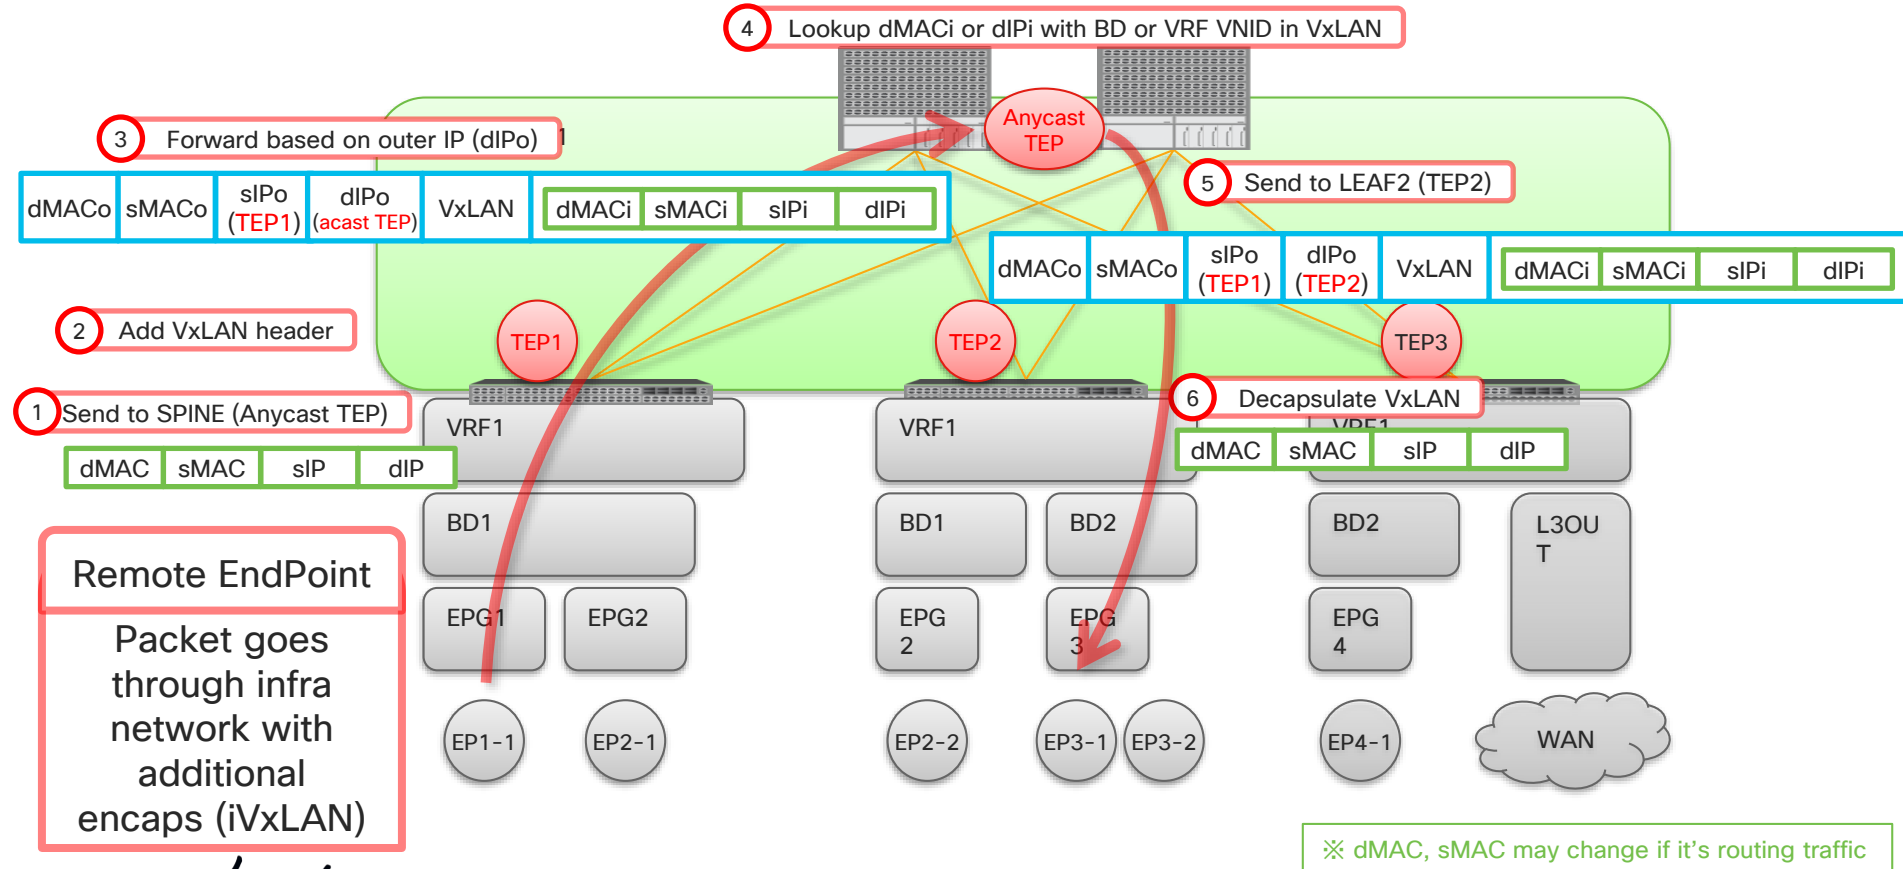 4 Lookup dMACi or dIPi with BD or VRF VNID in VxLAN
Anycast
TEP
3 Forward based on outer IP (dIPo)
1
dMACo sMACo sIPo (TEP1) dIPo (acast TEP) VxLAN dMACi sMACi sIPi dIPi
5 Send to LEAF2 (TEP2)
dMACo sMACo sIPo (TEP1) dIPo (TEP2) VxLAN dMACi sMACi sIPi dIPi
2 Add VxLAN header
TEP1
TEP2
TEP3
1 Send to SPINE (Anycast TEP)
dMAC sMAC sIP dIP
6 Decapsulate VxLAN
dMAC sMAC sIP dIP
VRF1
VRF1
VRF1
BD1
BD1
BD2
BD2
L3OU
T
EPG1
EPG2
EPG
2
EPG
3
EPG
4
EP1-1
EP2-1
EP2-2
EP3-1
EP3-2
EP4-1
WAN
Remote EndPoint
Packet goes
through infra
network with
additional
encaps (iVxLAN)
※ dMAC, sMAC may change if it's routing traffic